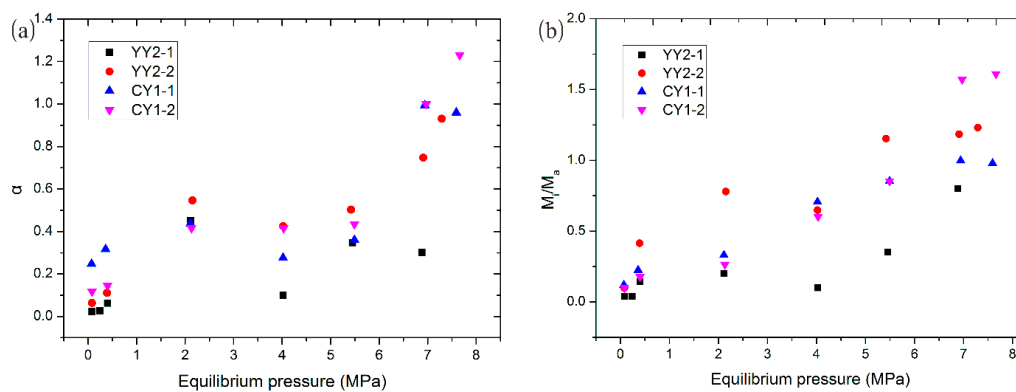 (a)
1.4
1.2
1.0
0.8
0.6
0.4
0.2
0.0
α
YY2-1
YY2-2
CY1-1
CY1-2
0 1 2 3 4 5 6 7 8
Equilibrium pressure (MPa)
(b)
2.0
1.5
1.0
0.5
0.0
Mi/Ma
YY2-1
YY2-2
CY1-1
CY1-2
0 1 2 3 4 5 6 7 8
Equilibrium pressure (MPa)